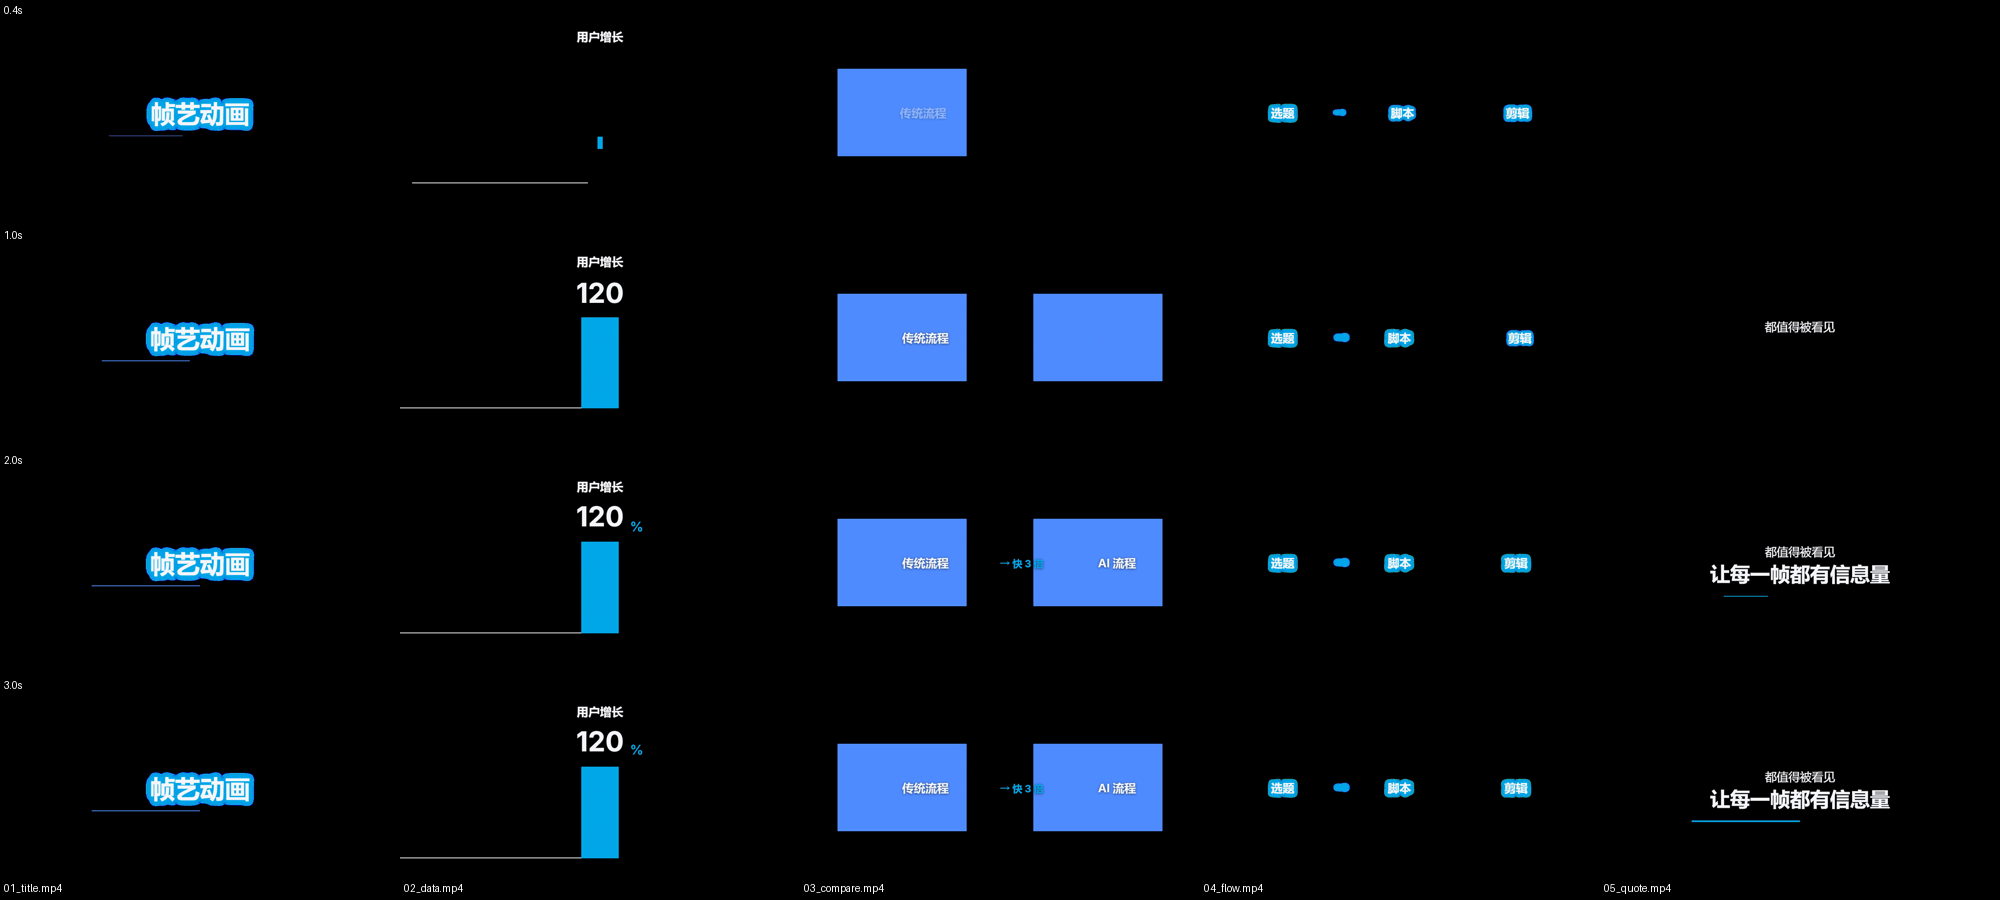 0.4s
用户增长
帧艺动画
传统流程
选题
脚本
剪辑
1.0s
用户增长
120
帧艺动画
传统流程
选题
脚本
剪辑
都值得被看见
2.0s
用户增长
120 %
帧艺动画
传统流程
→ 快 3
AI 流程
选题
脚本
剪辑
都值得被看见
让每一帧都有信息量
3.0s
用户增长
120 %
帧艺动画
传统流程
→ 快 3
AI 流程
选题
脚本
剪辑
都值得被看见
让每一帧都有信息量
01_title.mp4
02_data.mp4
03_compare.mp4
04_flow.mp4
05_quote.mp4